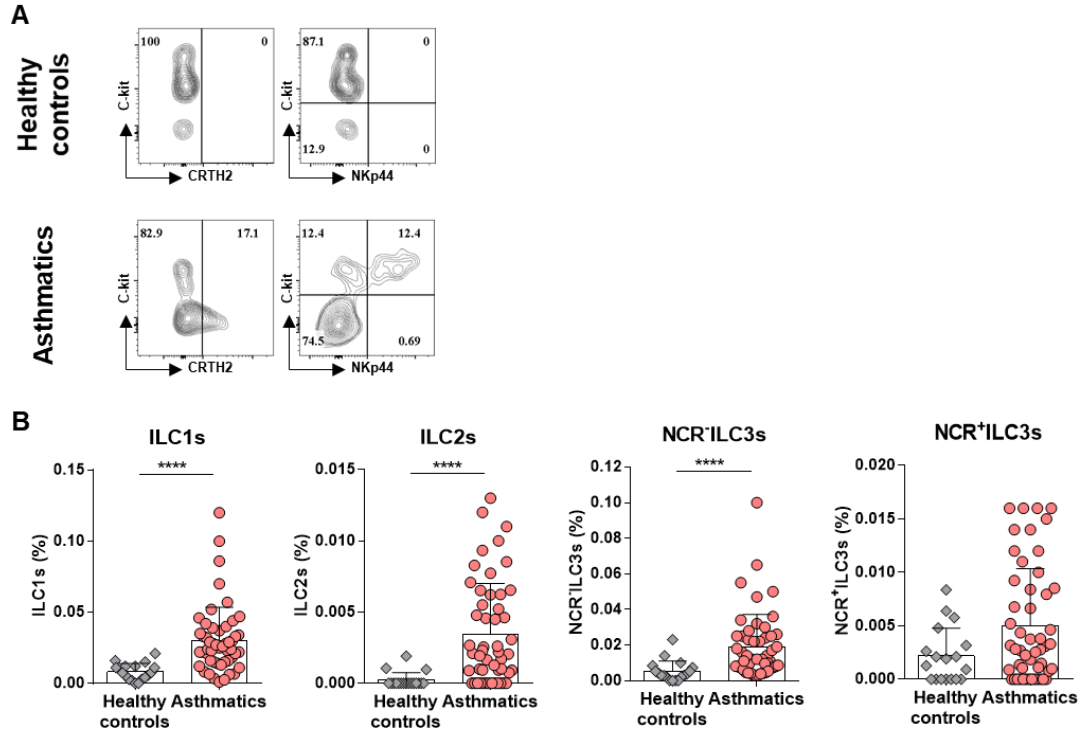 A
Healthy
controls
100
0
C-kit
CRTH2
87.1
0
12.9
0
C-kit
NKp44
Asthmatics
82.9
17.1
C-kit
CRTH2
12.4
12.4
74.5
0.69
C-kit
NKp44
B
ILC1s
****
ILC1s (%)
0.15
0.10
0.05
0.00
Healthy Asthmatics
controls
ILC2s
****
ILC2s (%)
0.015
0.010
0.005
0.000
Healthy Asthmatics
controls
NCR⁻ILC3s
****
NCR⁻ILC3s (%)
0.12
0.10
0.08
0.06
0.04
0.02
0.00
Healthy Asthmatics
controls
NCR⁺ILC3s
NCR⁺ILC3s (%)
0.020
0.015
0.010
0.005
0.000
Healthy Asthmatics
controls